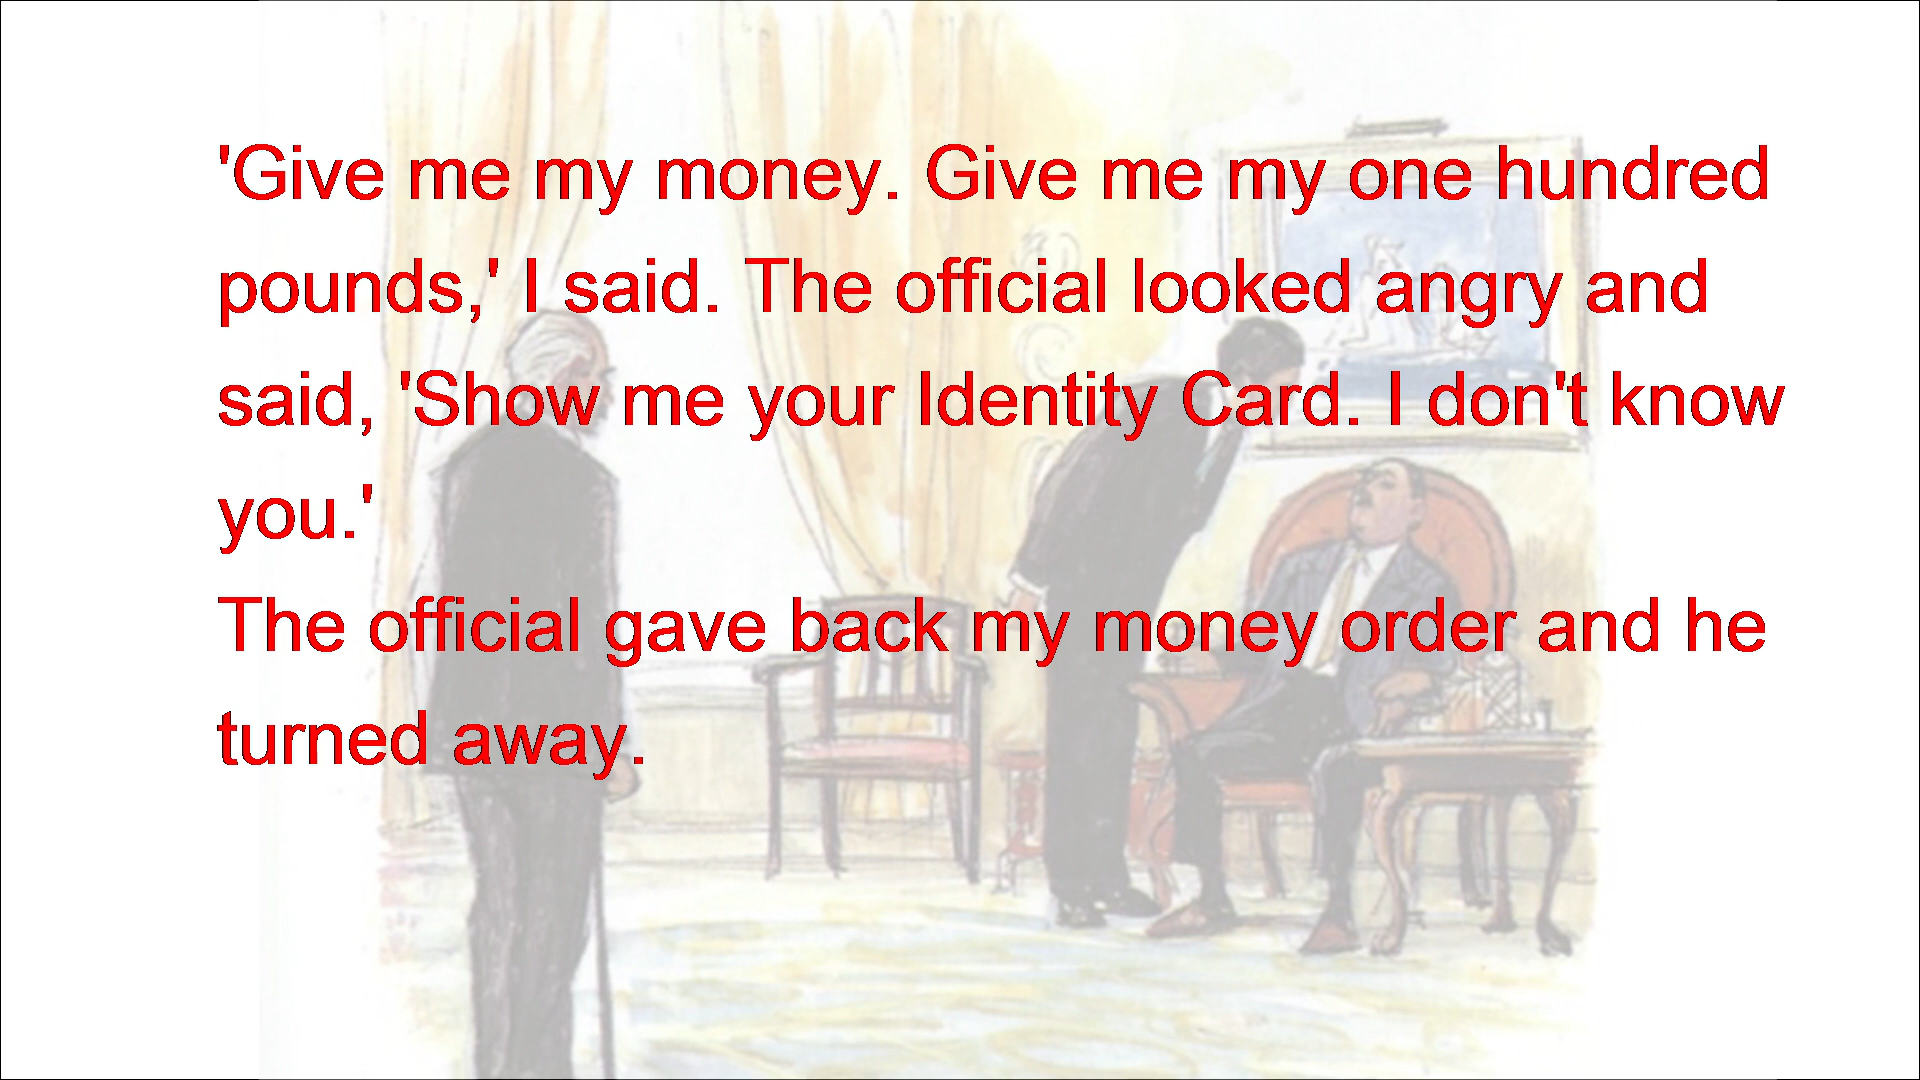 'Give me my money. Give me my one hundred
pounds,' I said. The official looked angry and
said, 'Show me your Identity Card. I don't know
you.'
The official gave back my money order and he
turned away.